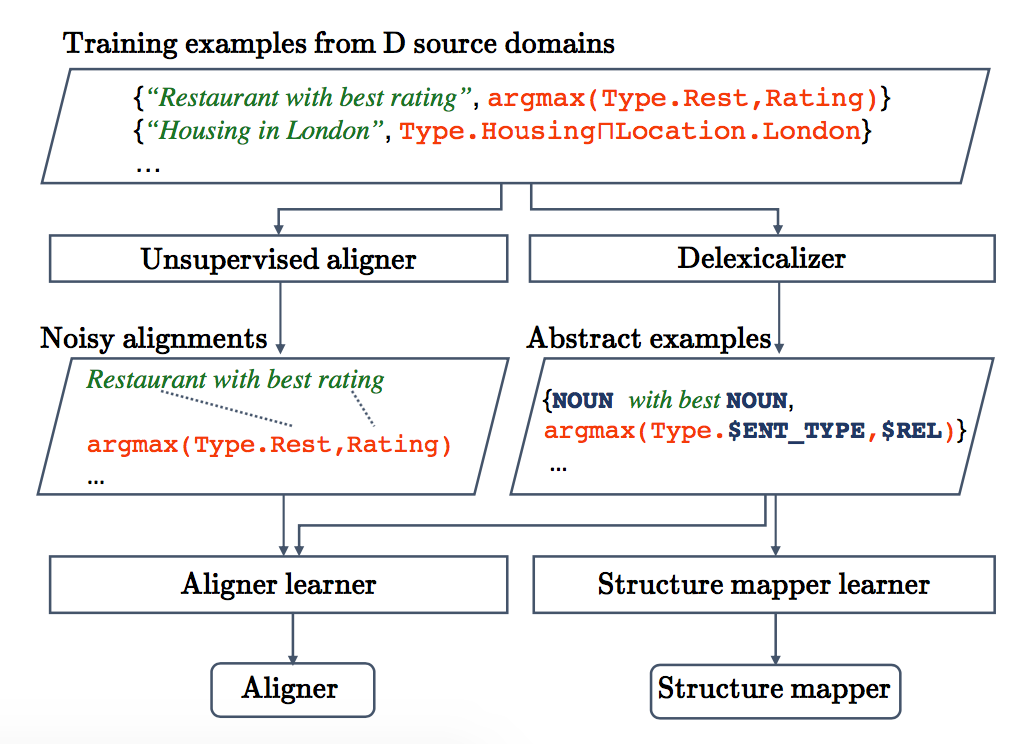 Training examples from D source domains
{“Restaurant with best rating”, argmax(Type.Rest,Rating)}
{“Housing in London”, Type.Housing⊓Location.London}
...
Unsupervised aligner
Delexicalizer
Noisy alignments
Restaurant with best rating
argmax(Type.Rest,Rating)
...
Abstract examples
{NOUN with best NOUN,
argmax(Type.$ENT_TYPE,$REL)}
...
Aligner learner
Structure mapper learner
Aligner
Structure mapper